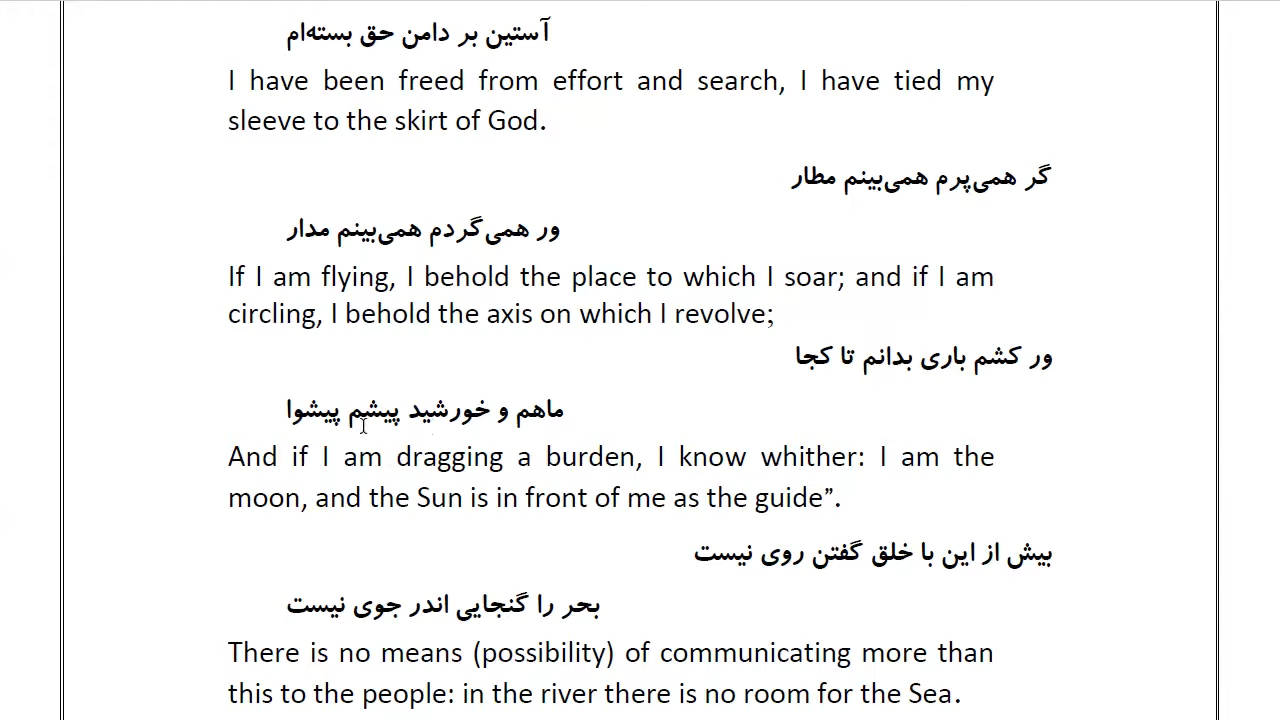 آستین بر دامن حق بسته‌ام
I have been freed from effort and search, I have tied my
sleeve to the skirt of God.
گر همی‌پرم همی‌بینم مطار
ور همی‌گردم همی‌بینم مدار
If I am flying, I behold the place to which I soar; and if I am
circling, I behold the axis on which I revolve;
ور کشم باری بدانم تا کجا
ماهم و خورشید پیشم پیشوا
And if I am dragging a burden, I know whither: I am the
moon, and the Sun is in front of me as the guide”.
بیش از این با خلق گفتن روی نیست
بحر را گنجایی اندر جوی نیست
There is no means (possibility) of communicating more than
this to the people: in the river there is no room for the Sea.